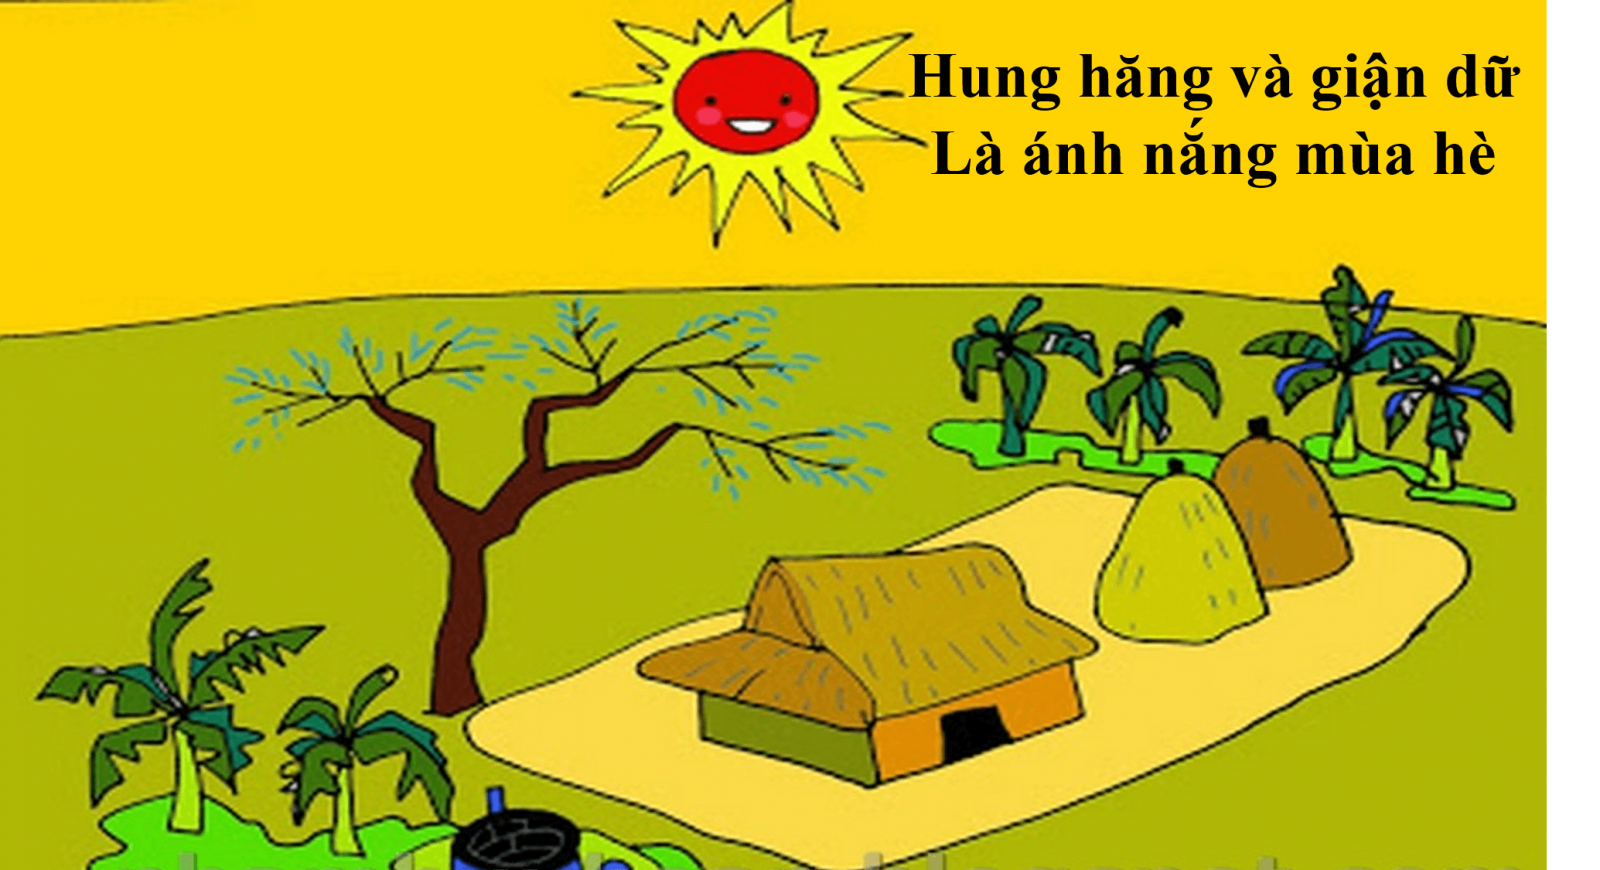 Hung hăng và giận dữ
Là ánh nắng mùa hè